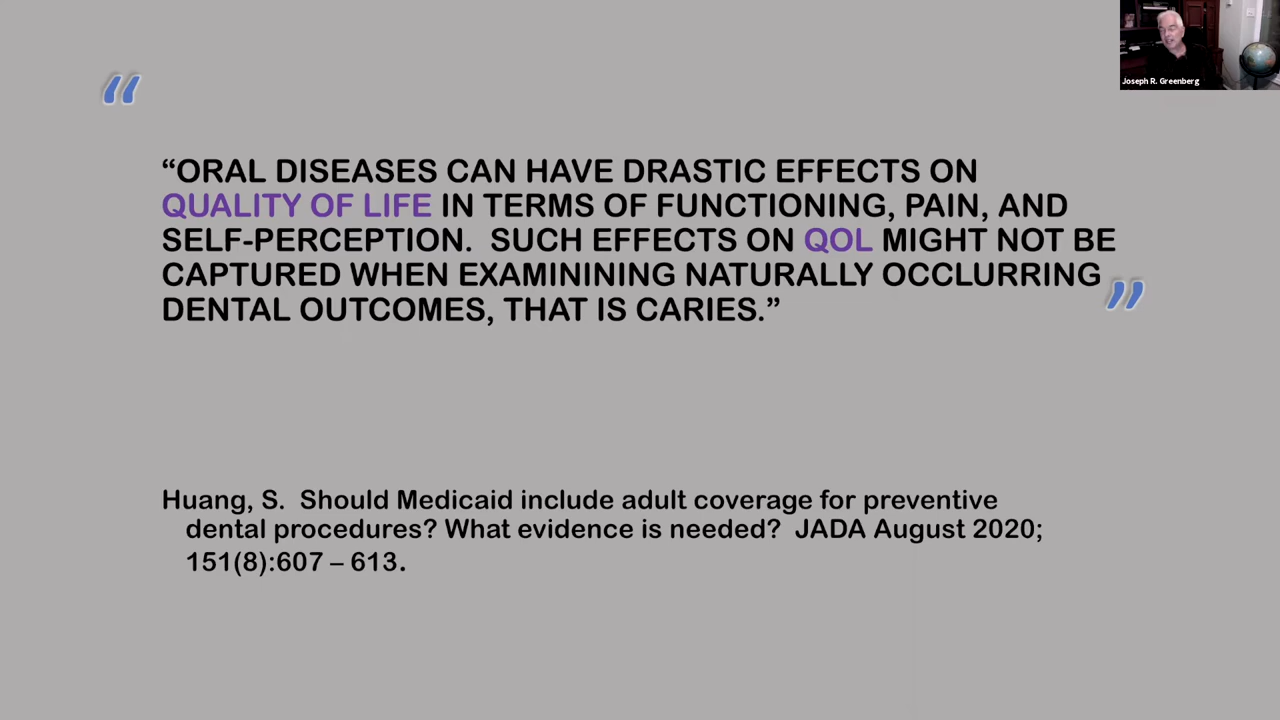 “
“ORAL DISEASES CAN HAVE DRASTIC EFFECTS ON
QUALITY OF LIFE IN TERMS OF FUNCTIONING, PAIN, AND
SELF-PERCEPTION.  SUCH EFFECTS ON QOL MIGHT NOT BE
CAPTURED WHEN EXAMININING NATURALLY OCCLURRING
DENTAL OUTCOMES, THAT IS CARIES.”
”
Huang, S.  Should Medicaid include adult coverage for preventive
dental procedures? What evidence is needed?  JADA August 2020;
151(8):607 – 613.
Joseph R. Greenberg